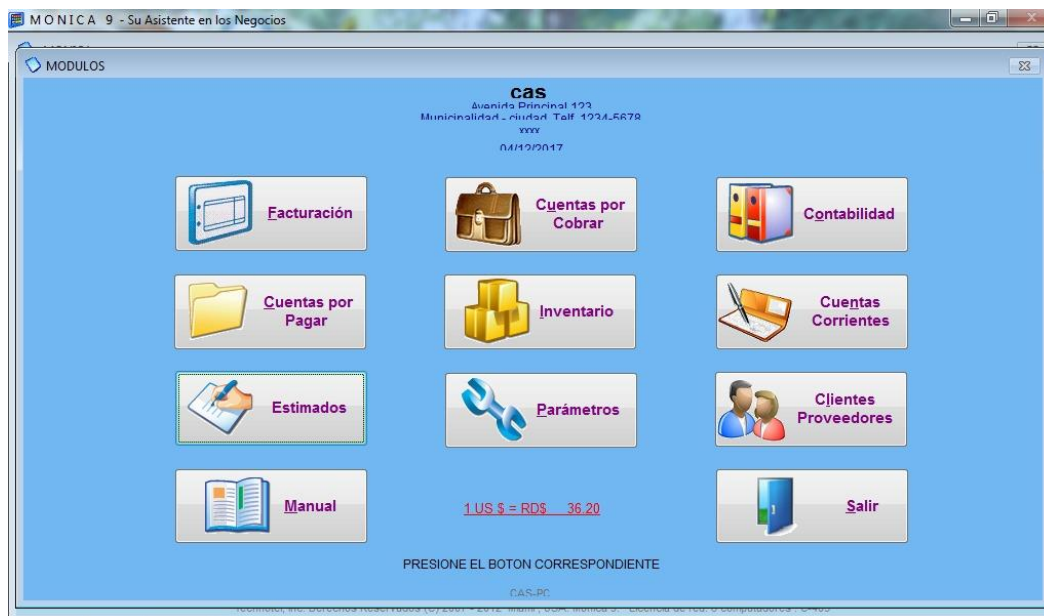 M O N I C A 9 - Su Asistente en los Negocios
MODULOS
cas
Avenida Principal 123
Municipalidad - ciudad Telf. 1234-5678
xxxx
04/12/2017
Facturación
Cuentas por
Cobrar
Contabilidad
Cuentas por
Pagar
Inventario
Cuentas
Corrientes
Estimados
Parámetros
Clientes
Proveedores
Manual
1 US $ = RD$ 36.20
Salir
PRESIONE EL BOTON CORRESPONDIENTE
CAS-PC